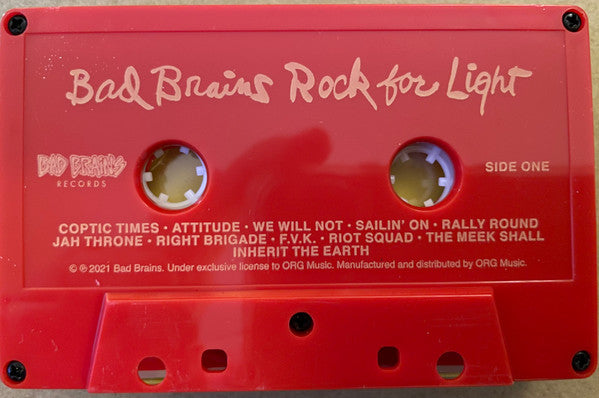 Bad Brains Rock for Light
BAD BRAINS
RECORDS
SIDE ONE
COPTIC TIMES • ATTITUDE • WE WILL NOT • SAILIN' ON • RALLY ROUND
JAH THRONE • RIGHT BRIGADE • F.V.K. • RIOT SQUAD • THE MEEK SHALL
INHERIT THE EARTH
© ℗ 2021 Bad Brains. Under exclusive license to ORG Music. Manufactured and distributed by ORG Music.